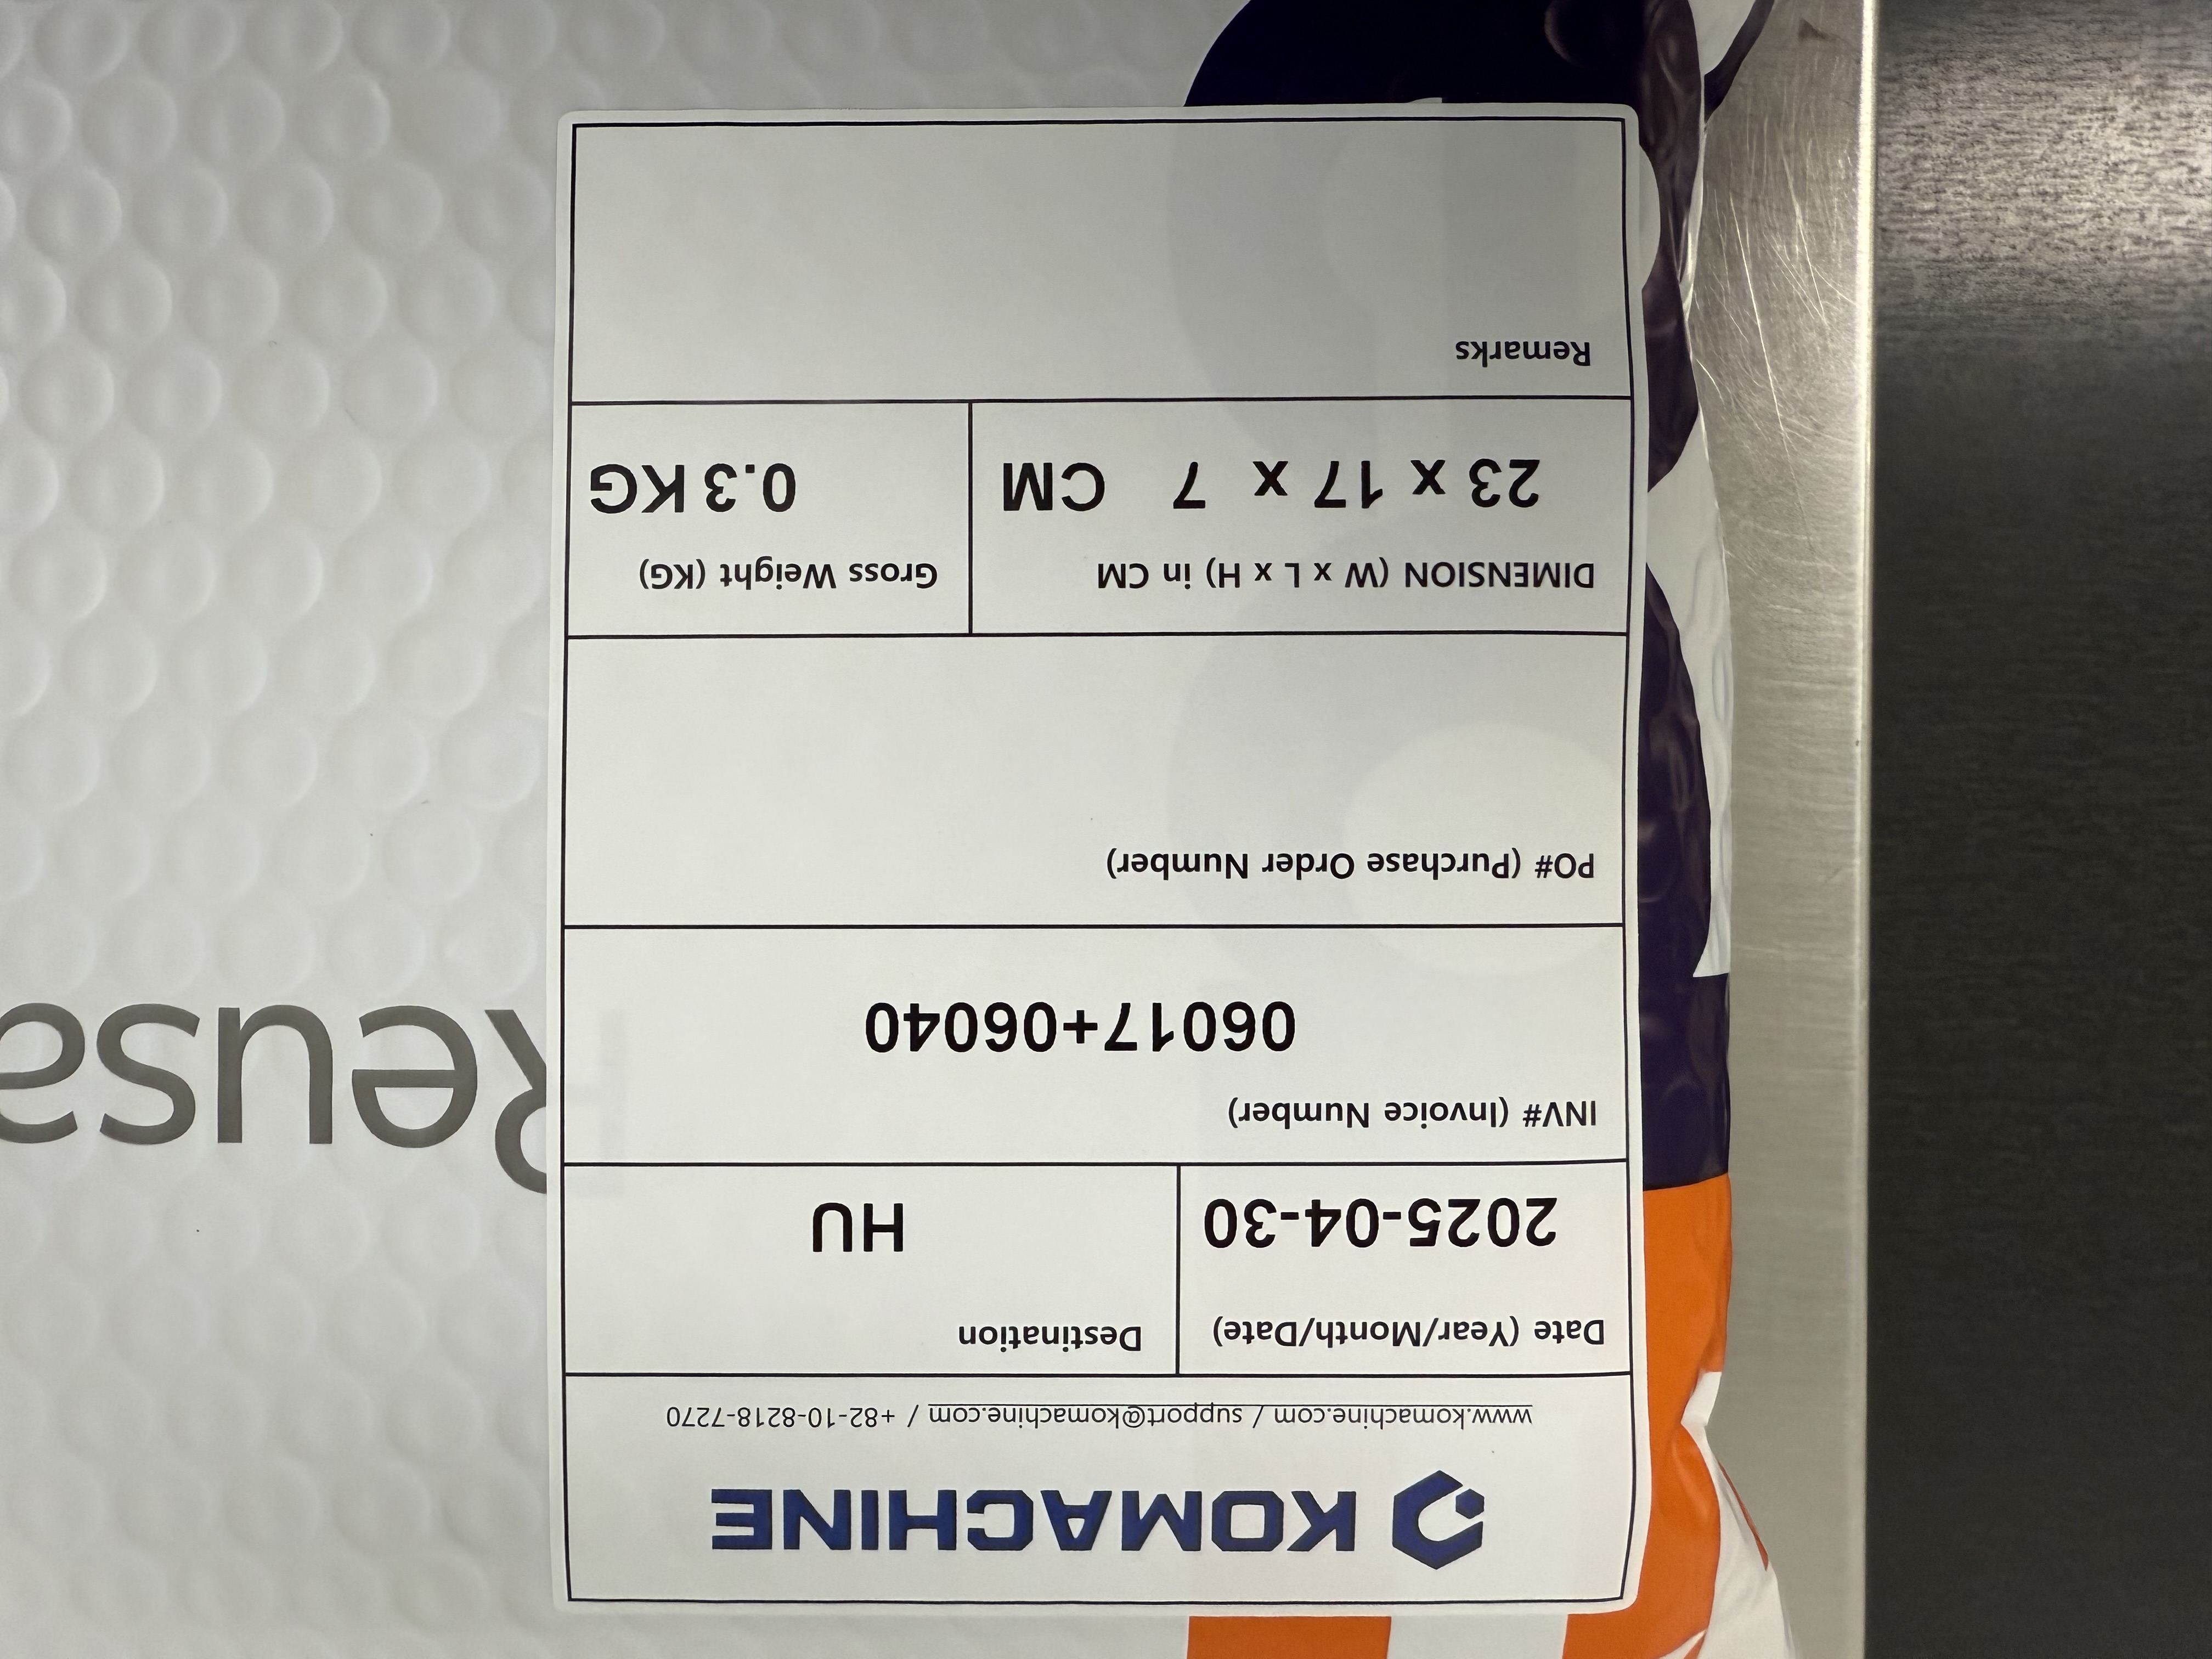 KOMACHINE
www.komachine.com / support@komachine.com / +82-10-8218-7270
Date (Year/Month/Date)
Destination
2025-04-30
HU
INV# (Invoice Number)
06017+06040
PO# (Purchase Order Number)
DIMENSION (W x L x H) in CM
Gross Weight (KG)
23 x 17 x 7 CM
0.3 KG
Remarks
Reusa